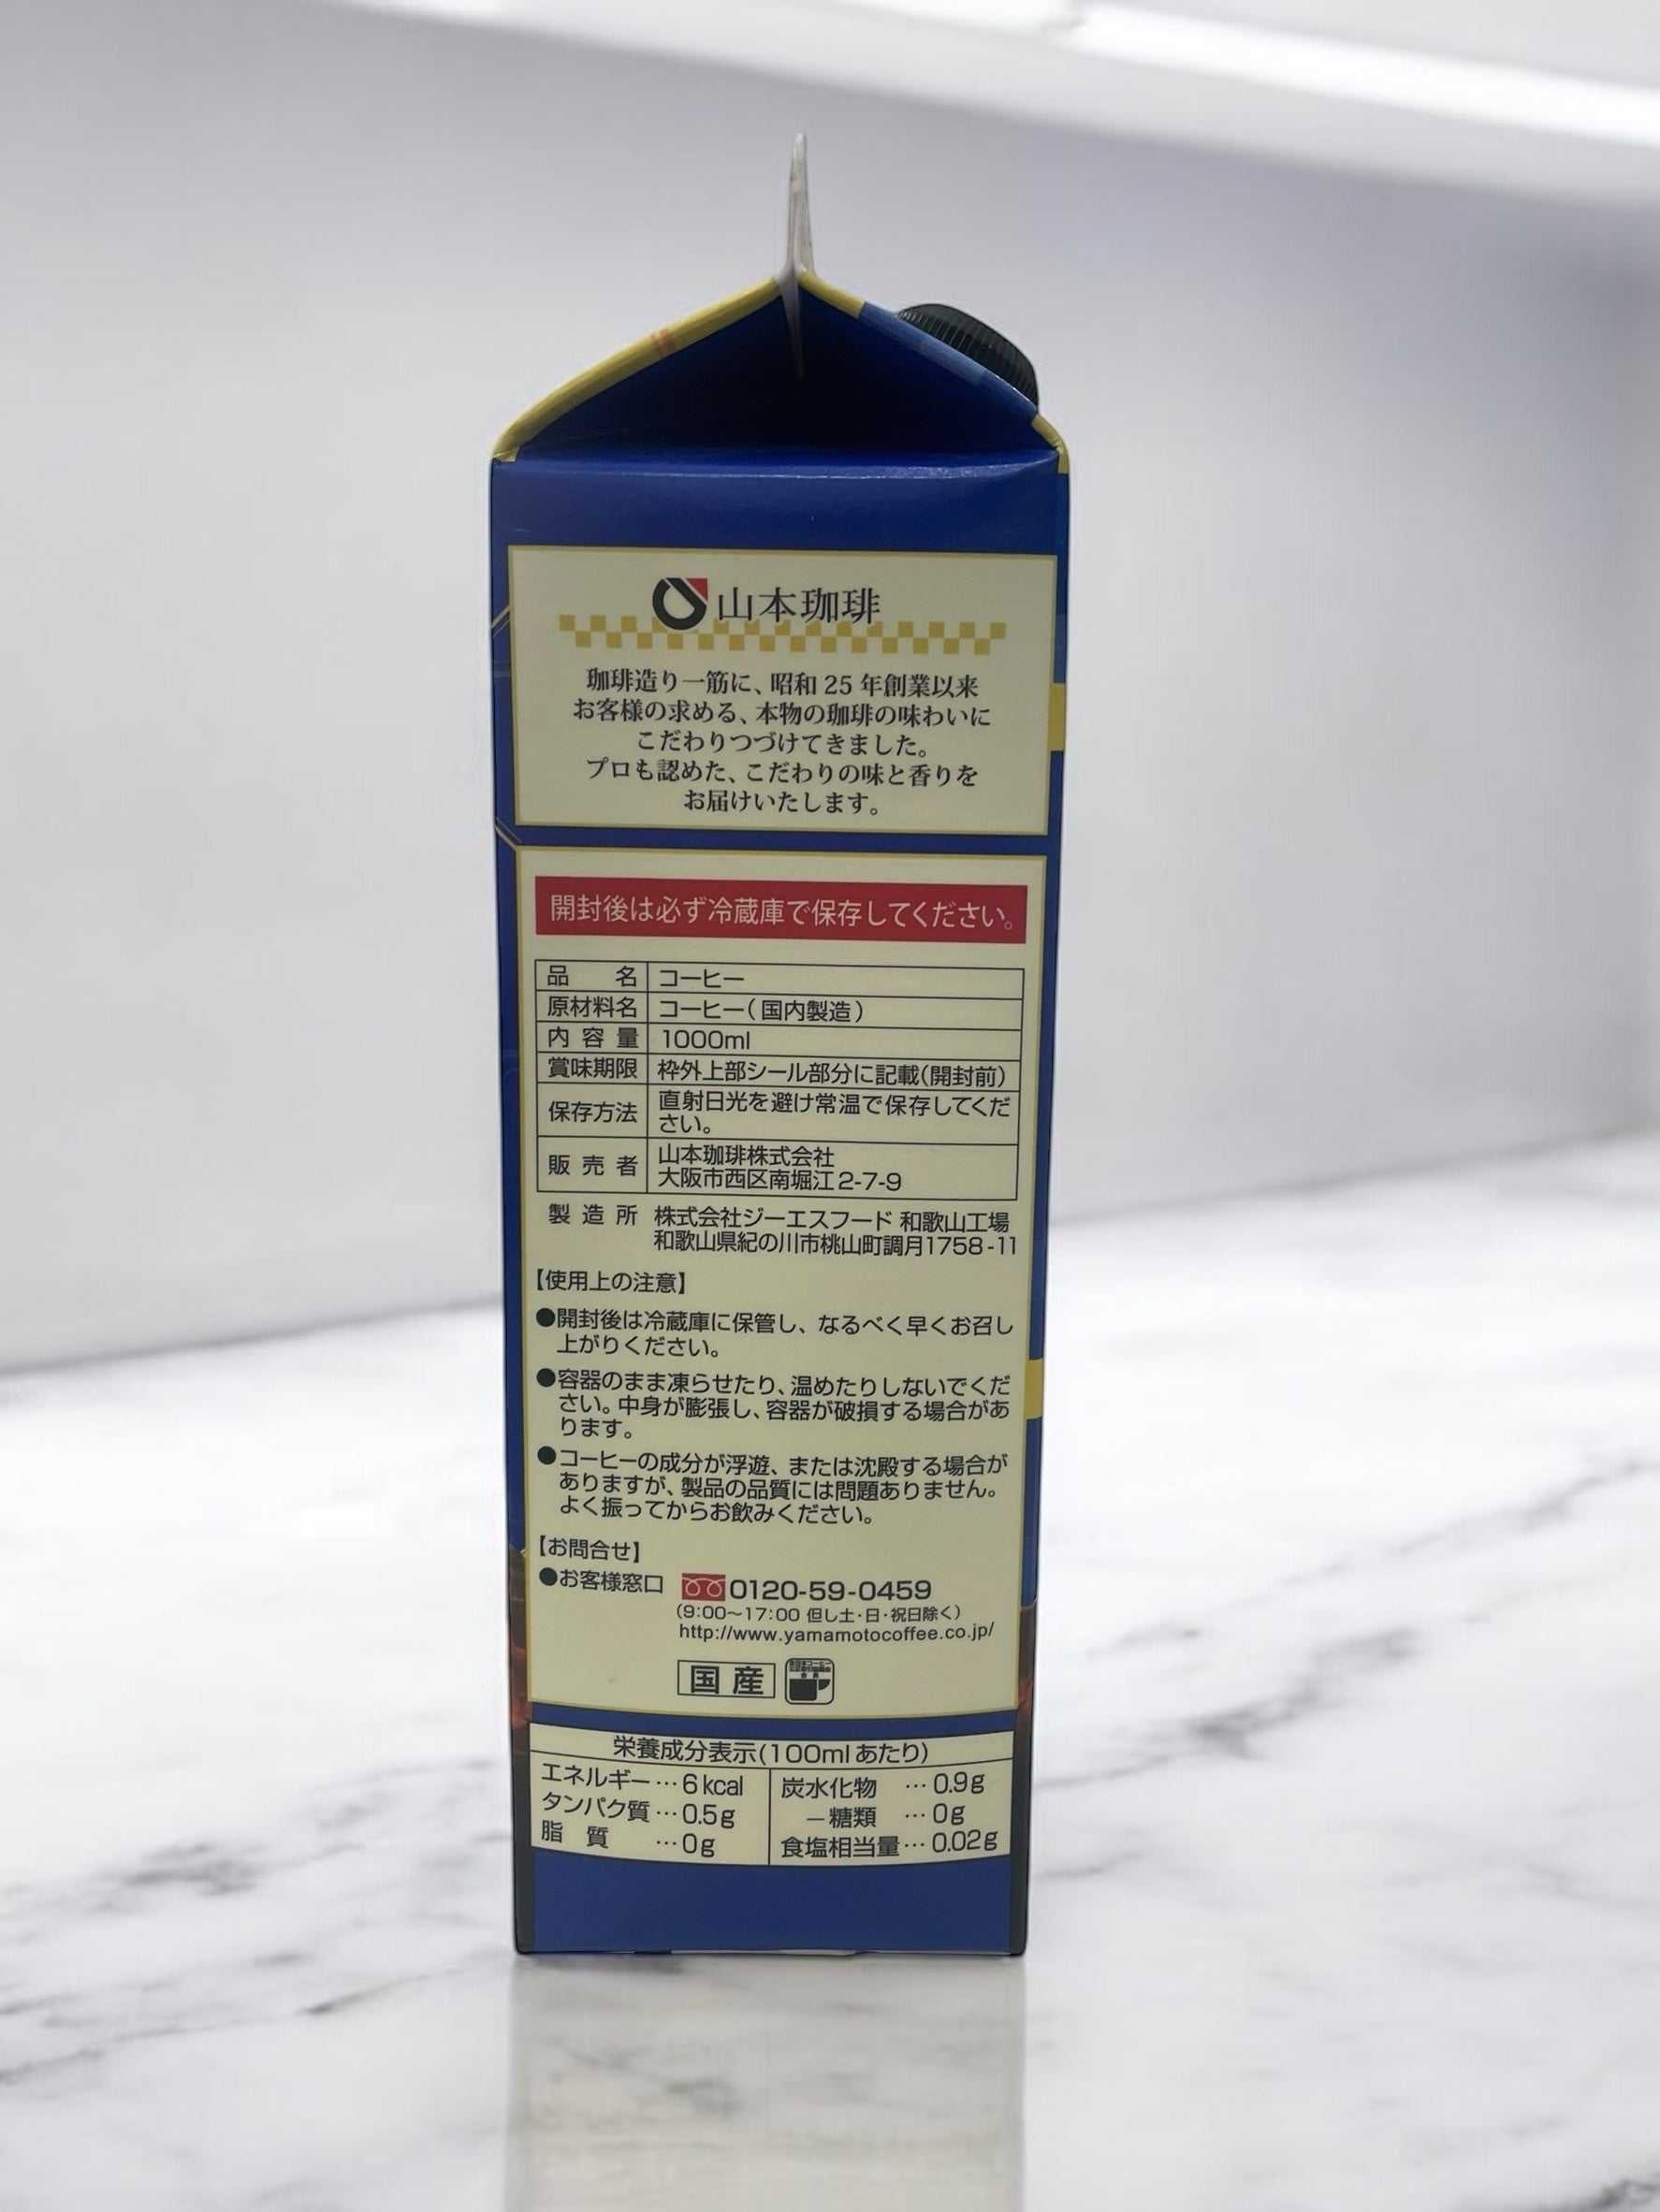 山本珈琲
珈琲造り一筋に、昭和25年創業以来
お客様の求める、本物の珈琲の味わいに
こだわりつづけてきました。
プロも認めた、こだわりの味と香りを
お届けいたします。
開封後は必ず冷蔵庫で保存してください。
品名 コーヒー
原材料名 コーヒー(国内製造)
内容量 1000ml
賞味期限 枠外上部シール部分に記載(開封前)
保存方法 直射日光を避け常温で保存してくだ
さい。
販売者 山本珈琲株式会社
大阪市西区南堀江2-7-9
製造所 株式会社ジーエスフード 和歌山工場
和歌山県紀の川市桃山町調月1758-11
【使用上の注意】
●開封後は冷蔵庫に保管し、なるべく早くお召し
上がりください。
●容器のまま凍らせたり、温めたりしないでくだ
さい。中身が膨張し、容器が破損する場合があ
ります。
●コーヒーの成分が浮遊、または沈殿する場合が
ありますが、製品の品質には問題ありません。
よく振ってからお飲みください。
【お問合せ】
●お客様窓口 0120-59-0459
(9:00~17:00 但し土・日・祝日除く)
http://www.yamamotocoffee.co.jp/
国産
栄養成分表示(100mlあたり)
エネルギー…6kcal 炭水化物 …0.9g
タンパク質…0.5g －糖類 …0g
脂質 …0g 食塩相当量…0.02g